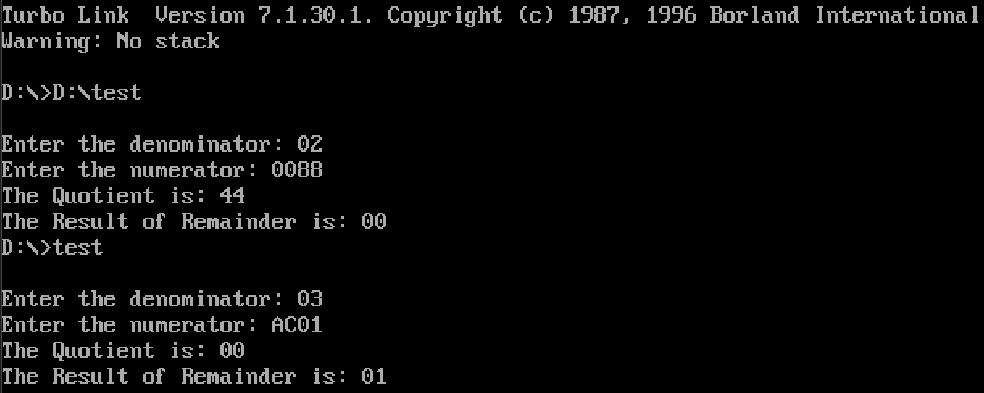 Turbo Link  Version 7.1.30.1. Copyright (c) 1987, 1996 Borland International
Warning: No stack
D:\>D:\test
Enter the denominator: 02
Enter the numerator: 0088
The Quotient is: 44
The Result of Remainder is: 00
D:\>test
Enter the denominator: 03
Enter the numerator: AC01
The Quotient is: 00
The Result of Remainder is: 01